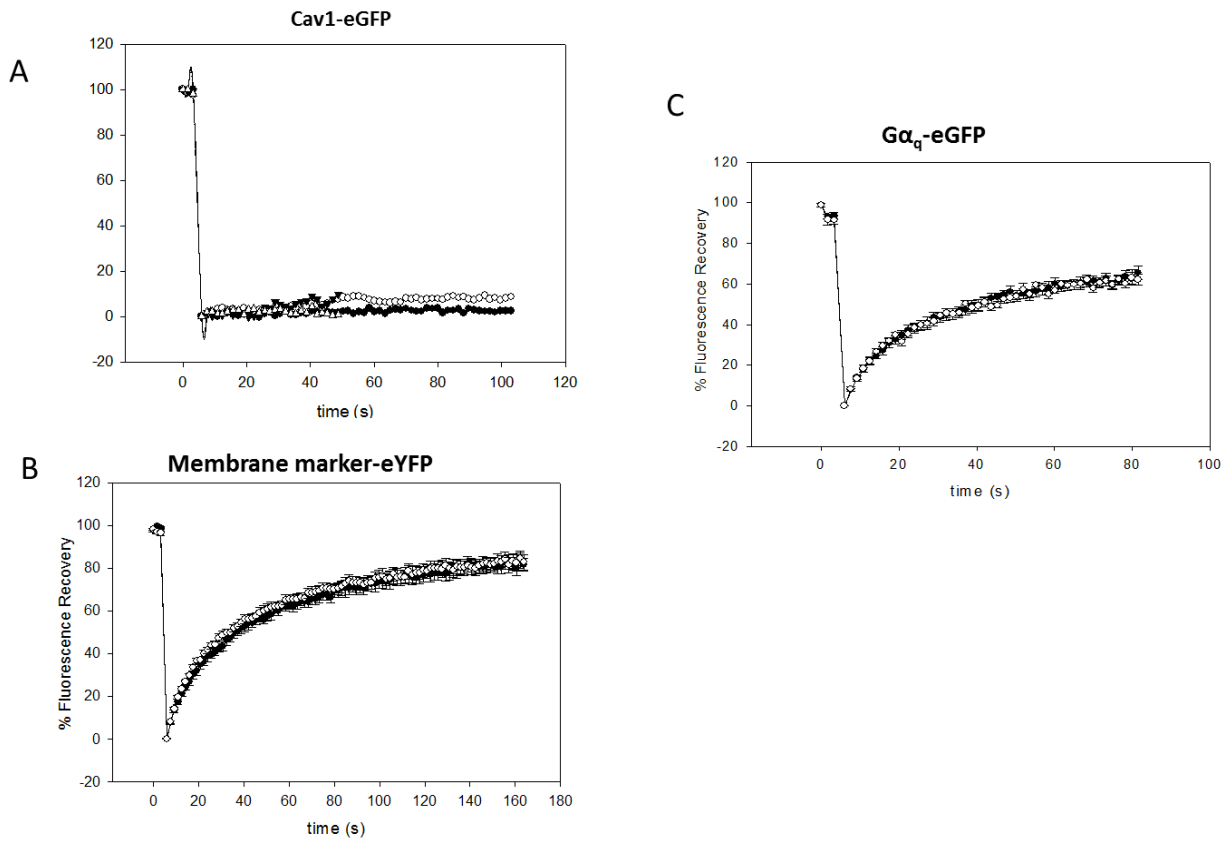 Cav1-eGFP
A
120
100
80
60
40
20
0
-20
0 20 40 60 80 100 120
time (s)
B
Membrane marker-eYFP
% Fluorescence Recovery
120
100
80
60
40
20
0
-20
0 20 40 60 80 100 120 140 160 180
time (s)
C
Gαq-eGFP
% Fluorescence Recovery
120
100
80
60
40
20
0
-20
0 20 40 60 80 100
time (s)